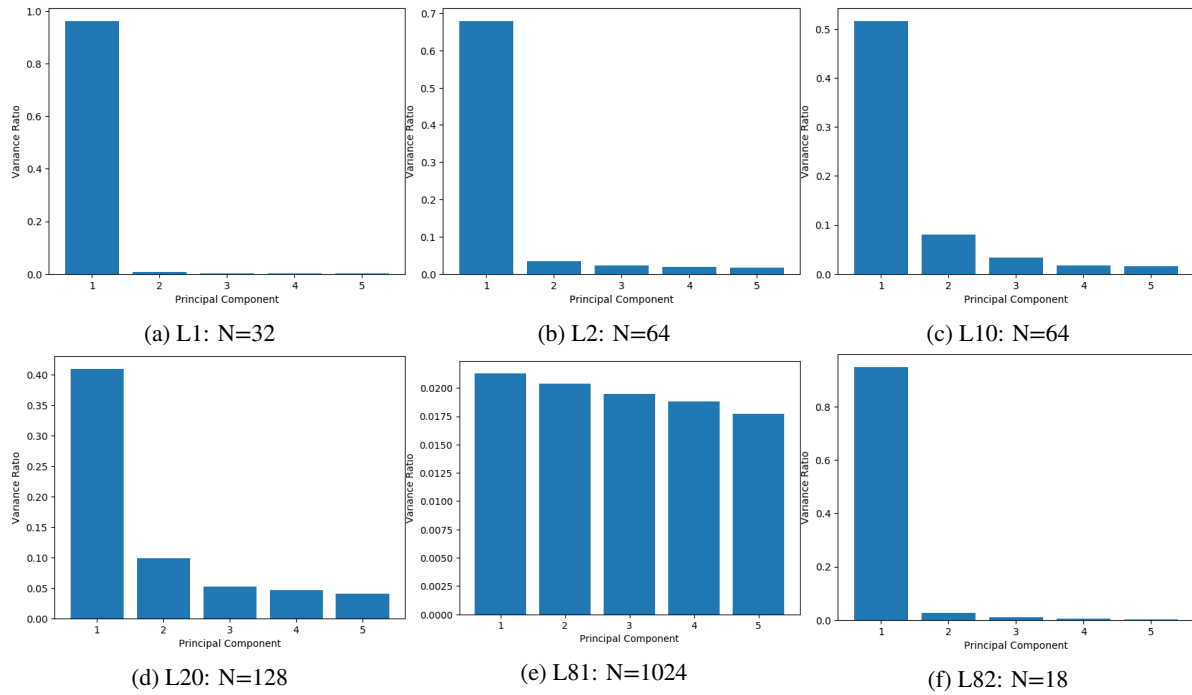 1.0
0.8
0.6
0.4
0.2
0.0
Variance Ratio
1 2 3 4 5
Principal Component
(a) L1: N=32
0.7
0.6
0.5
0.4
0.3
0.2
0.1
0.0
Variance Ratio
1 2 3 4 5
Principal Component
(b) L2: N=64
0.5
0.4
0.3
0.2
0.1
0.0
Variance Ratio
1 2 3 4 5
Principal Component
(c) L10: N=64
0.40
0.35
0.30
0.25
0.20
0.15
0.10
0.05
0.00
Variance Ratio
1 2 3 4 5
Principal Component
(d) L20: N=128
0.0200
0.0175
0.0150
0.0125
0.0100
0.0075
0.0050
0.0025
0.0000
Variance Ratio
1 2 3 4 5
Principal Component
(e) L81: N=1024
0.8
0.6
0.4
0.2
0.0
Variance Ratio
1 2 3 4 5
Principal Component
(f) L82: N=18